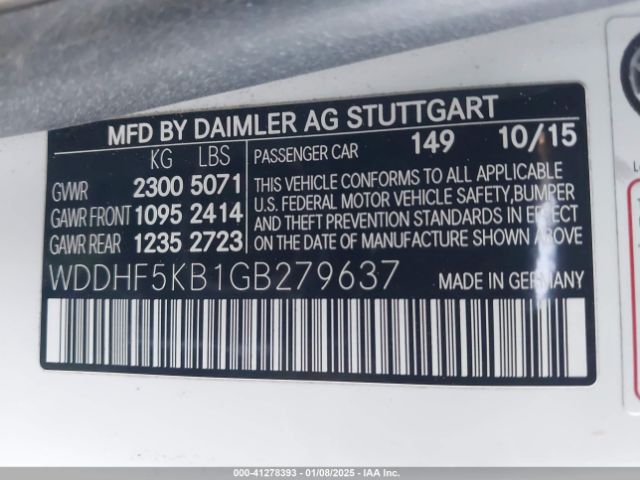 MFD BY DAIMLER AG STUTTGART
KG LBS
GVWR 2300 5071
GAWR FRONT 1095 2414
GAWR REAR 1235 2723
PASSENGER CAR 149 10/15
THIS VEHICLE CONFORMS TO ALL APPLICABLE
U.S. FEDERAL MOTOR VEHICLE SAFETY, BUMPER
AND THEFT PREVENTION STANDARDS IN EFFECT
ON THE DATE OF MANUFACTURE SHOWN ABOVE
WDDHF5KB1GB279637 MADE IN GERMANY
000-41278393 - 01/08/2025 - IAA Inc.